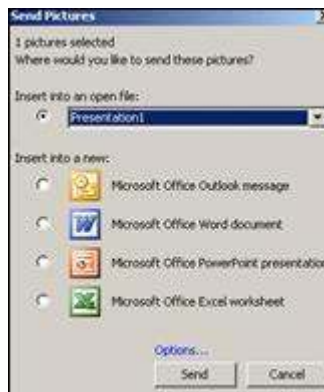 Send Pictures
1 pictures selected
Where would you like to send these pictures?
Insert into an open file:
Presentation1
Insert into a new:
Microsoft Office Outlook message
Microsoft Office Word document
Microsoft Office PowerPoint presentation
Microsoft Office Excel worksheet
Options...
Send Cancel